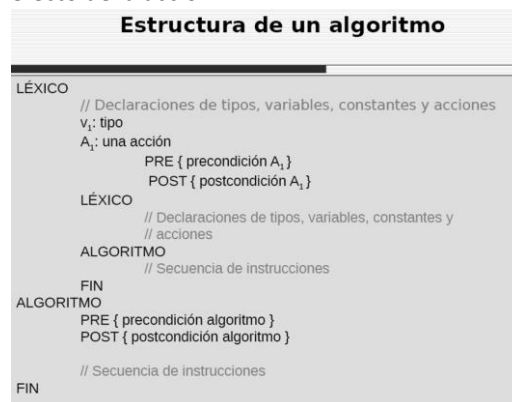 Estructura de un algoritmo
LÉXICO
// Declaraciones de tipos, variables, constantes y acciones
v₁: tipo
A₁: una acción
PRE { precondición A₁}
POST { postcondición A₁}
LÉXICO
// Declaraciones de tipos, variables, constantes y
// acciones
ALGORITMO
// Secuencia de instrucciones
FIN
ALGORITMO
PRE { precondición algoritmo }
POST { postcondición algoritmo }
// Secuencia de instrucciones
FIN